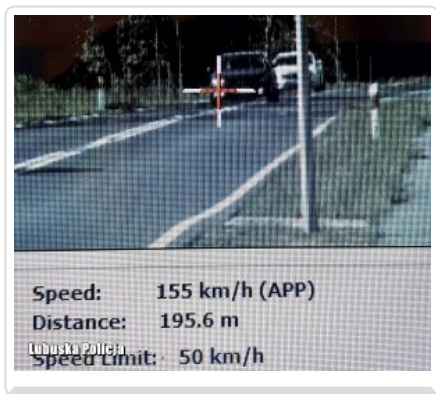 Speed: 155 km/h (APP)
Distance: 195.6 m
Lubuska Policja
Speed Limit: 50 km/h